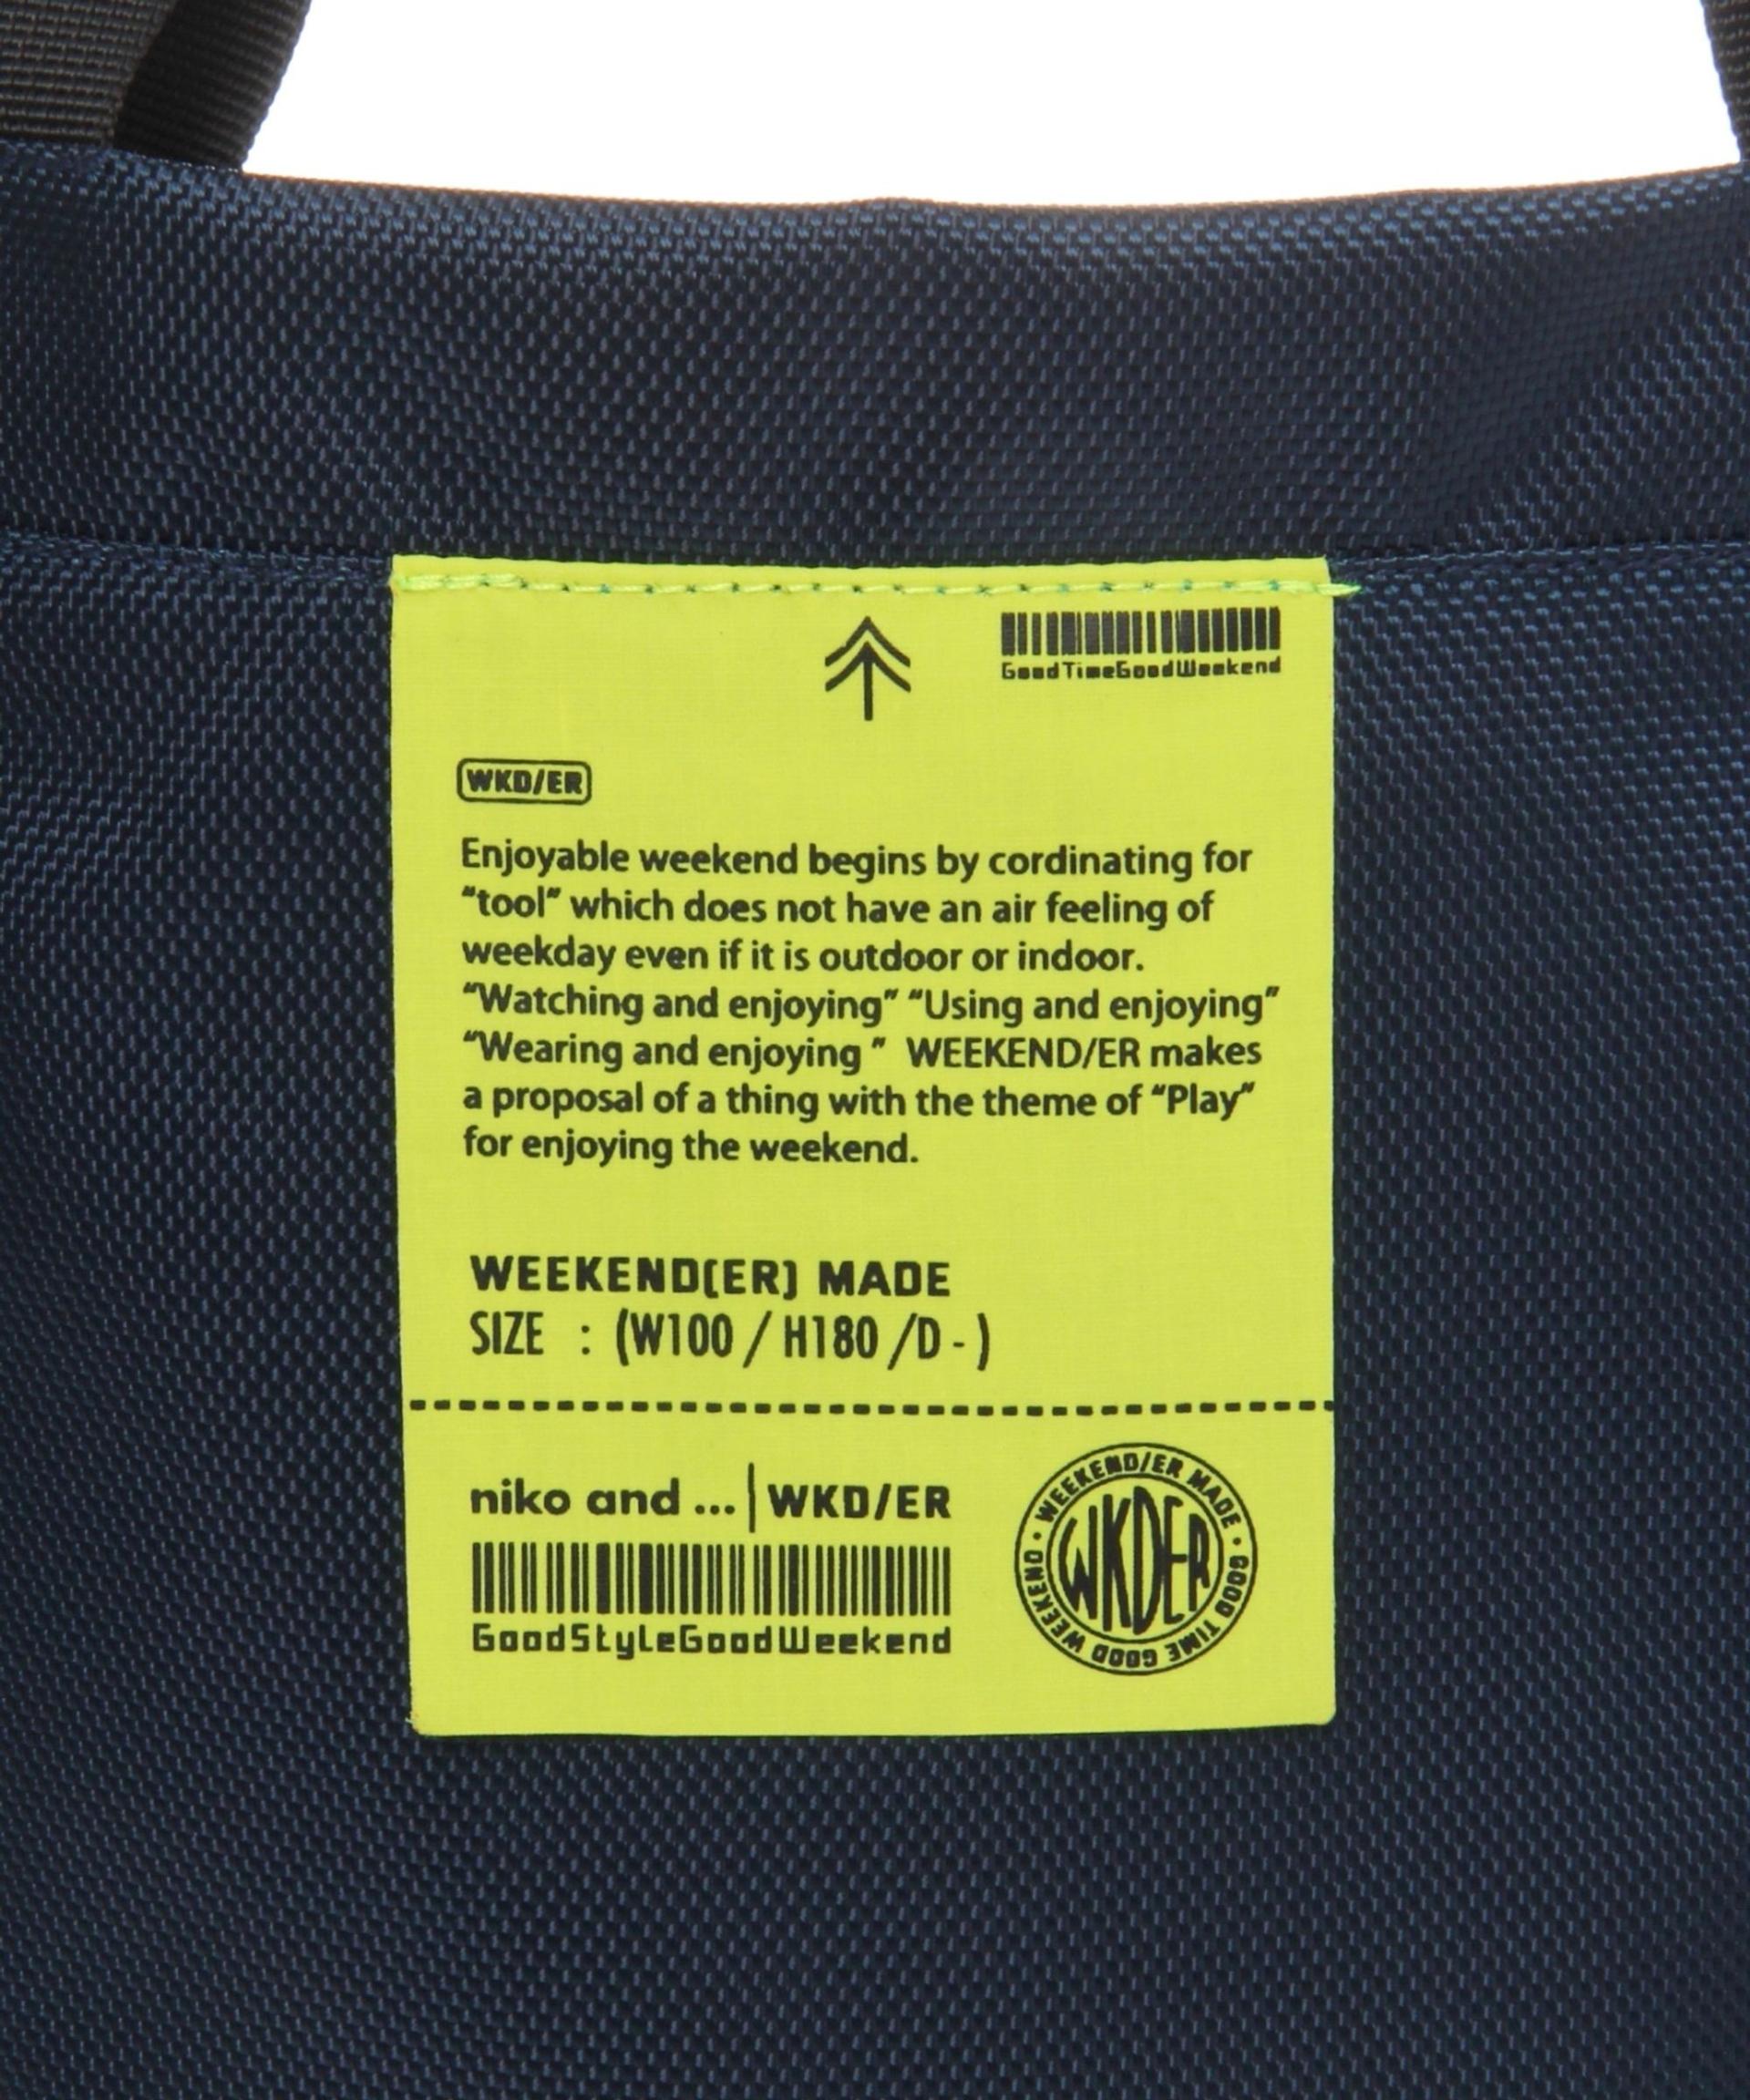 GoodTimeGoodWeekend
WKD/ER
Enjoyable weekend begins by cordinating for
“tool” which does not have an air feeling of
weekday even if it is outdoor or indoor.
“Watching and enjoying” “Using and enjoying”
“Wearing and enjoying ” WEEKEND/ER makes
a proposal of a thing with the theme of “Play”
for enjoying the weekend.
WEEKEND(ER) MADE
SIZE : (W100 / H180 /D - )
niko and ... | WKD/ER
GoodStyLeGoodWeekend
• WEEKEND/ER MADE • GOOD TIME GOOD WEEKEND
WKDER